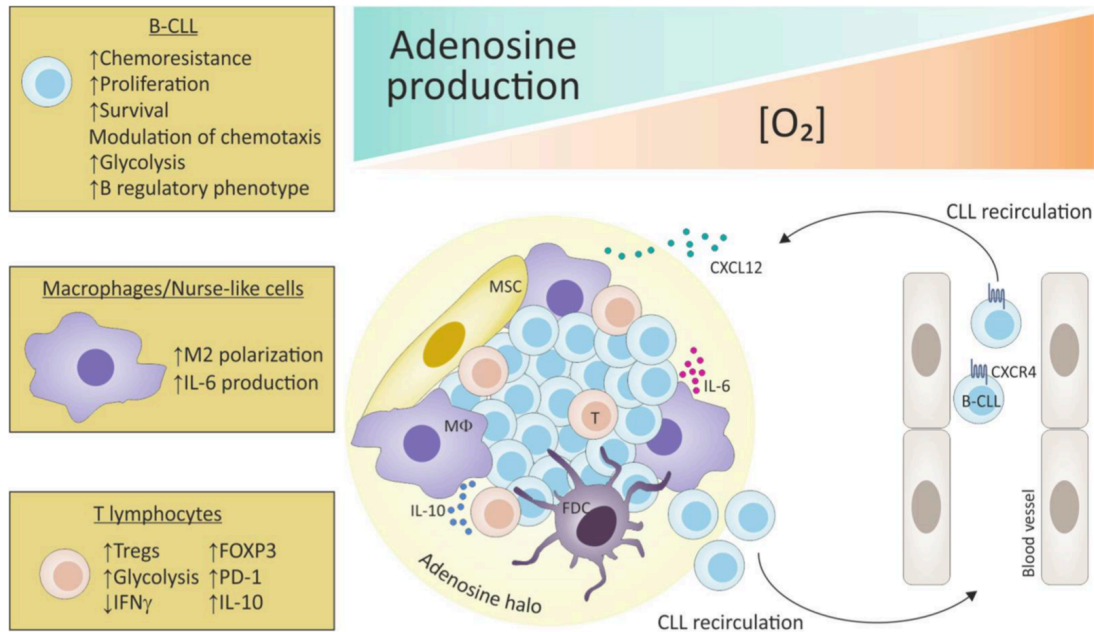 B-CLL
↑Chemoresistance
↑Proliferation
↑Survival
Modulation of chemotaxis
↑Glycolysis
↑B regulatory phenotype
Macrophages/Nurse-like cells
↑M2 polarization
↑IL-6 production
T lymphocytes
↑Tregs ↑FOXP3
↑Glycolysis ↑PD-1
↓IFNγ ↑IL-10
Adenosine
production
[O₂]
CLL recirculation
CXCL12
MSC
IL-6
CXCR4
B-CLL
T
MΦ
IL-10
FDC
Adenosine halo
Blood vessel
CLL recirculation